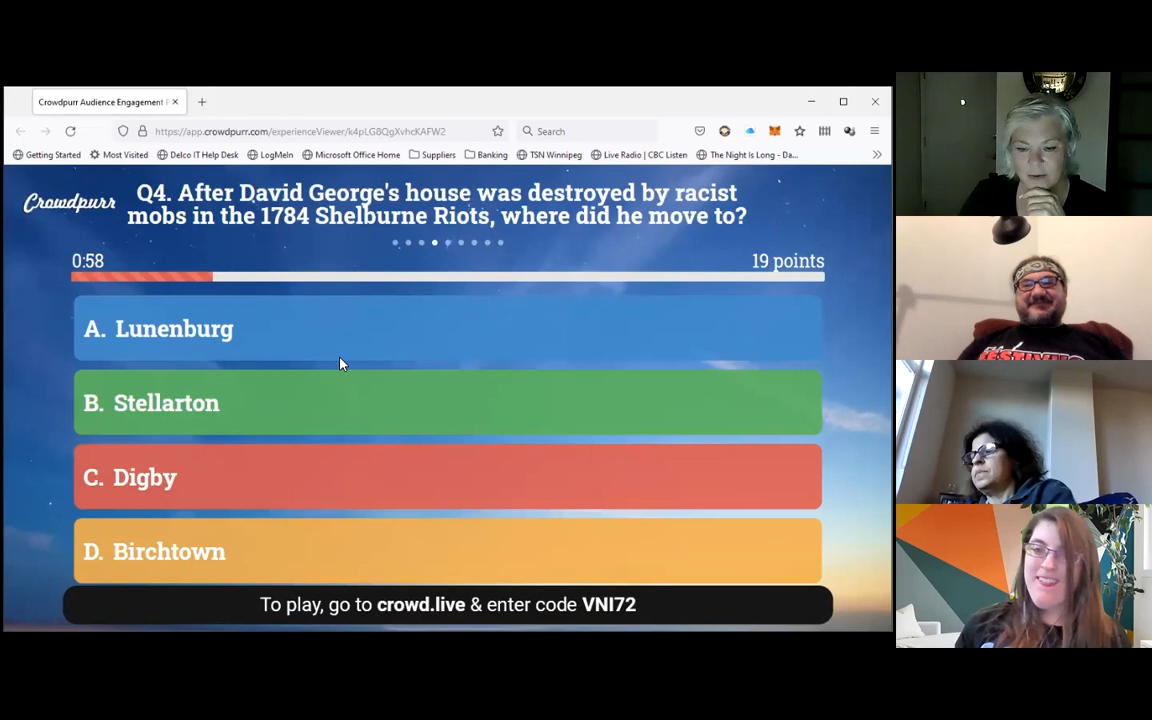 Crowdpurr Audience Engagement P
https://app.crowdpurr.com/experienceViewer/k4pLG8QgXvhcKAFW2
Search
Getting Started
Most Visited
Delco IT Help Desk
LogMeIn
Microsoft Office Home
Suppliers
Banking
TSN Winnipeg
Live Radio | CBC Listen
The Night Is Long - Da...
Crowdpurr
Q4. After David George's house was destroyed by racist
mobs in the 1784 Shelburne Riots, where did he move to?
0:58
19 points
A. Lunenburg
B. Stellarton
C. Digby
D. Birchtown
To play, go to crowd.live & enter code VNI72